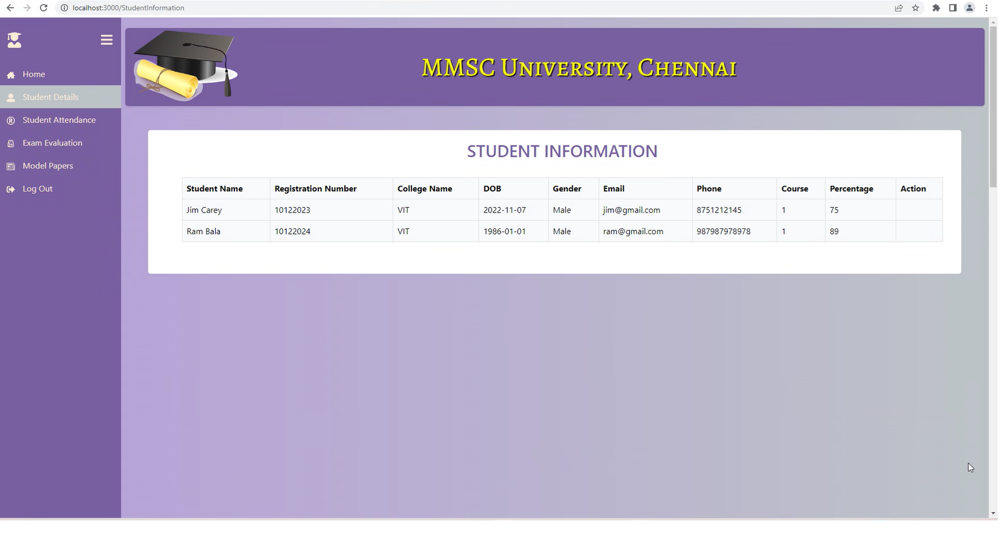 localhost:3000/StudentInformation
MMSC University, Chennai
Home
Student Details
Student Attendance
Exam Evaluation
Model Papers
Log Out
STUDENT INFORMATION
Student Name Registration Number College Name DOB Gender Email Phone Course Percentage Action
Jim Carey 10122023 VIT 2022-11-07 Male jim@gmail.com 8751212145 1 75
Ram Bala 10122024 VIT 1986-01-01 Male ram@gmail.com 987987978978 1 89